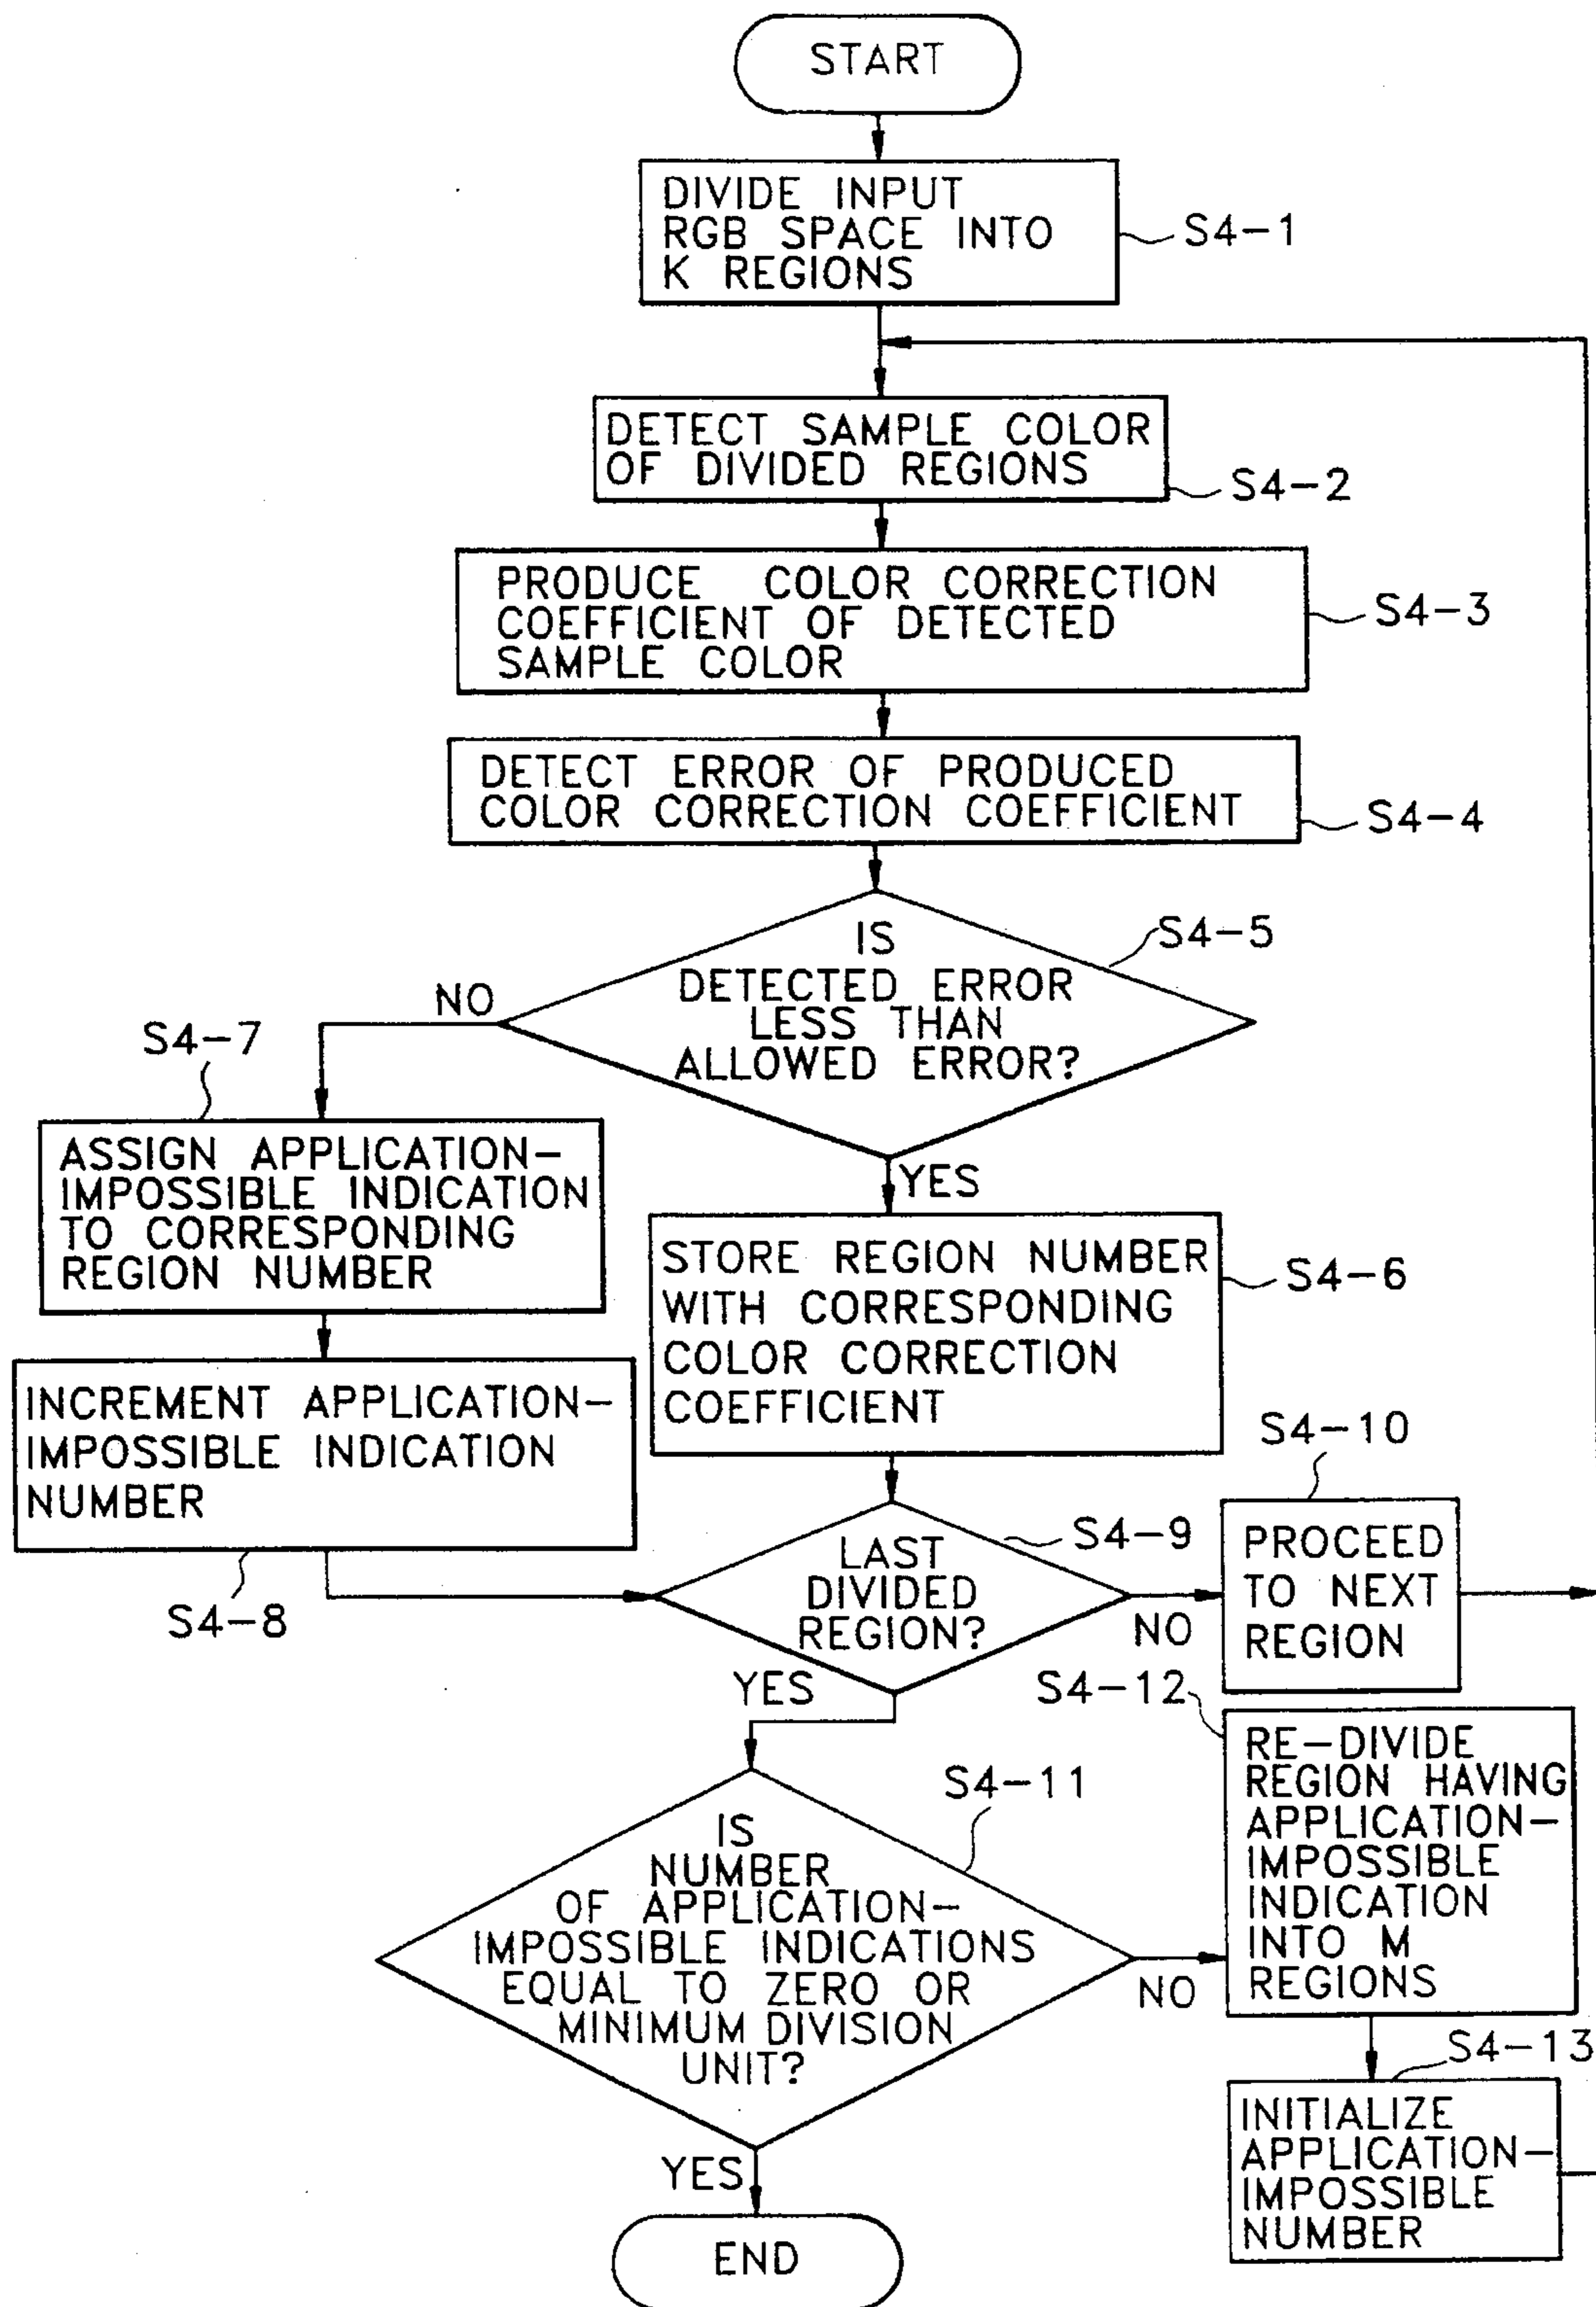 START
DIVIDE INPUT
RGB SPACE INTO
K REGIONS
S4-1
DETECT SAMPLE COLOR
OF DIVIDED REGIONS
S4-2
PRODUCE COLOR CORRECTION
COEFFICIENT OF DETECTED
SAMPLE COLOR
S4-3
DETECT ERROR OF PRODUCED
COLOR CORRECTION COEFFICIENT
S4-4
IS
DETECTED ERROR
LESS THAN
ALLOWED ERROR?
S4-5
NO
YES
S4-7
ASSIGN APPLICATION-
IMPOSSIBLE INDICATION
TO CORRESPONDING
REGION NUMBER
STORE REGION NUMBER
WITH CORRESPONDING
COLOR CORRECTION
COEFFICIENT
S4-6
INCREMENT APPLICATION-
IMPOSSIBLE INDICATION
NUMBER
S4-8
LAST
DIVIDED
REGION?
S4-9
NO
YES
S4-10
PROCEED
TO NEXT
REGION
S4-11
IS
NUMBER
OF APPLICATION-
IMPOSSIBLE INDICATIONS
EQUAL TO ZERO OR
MINIMUM DIVISION
UNIT?
NO
YES
S4-12
RE-DIVIDE
REGION HAVING
APPLICATION-
IMPOSSIBLE
INDICATION
INTO M
REGIONS
S4-13
INITIALIZE
APPLICATION-
IMPOSSIBLE
NUMBER
END